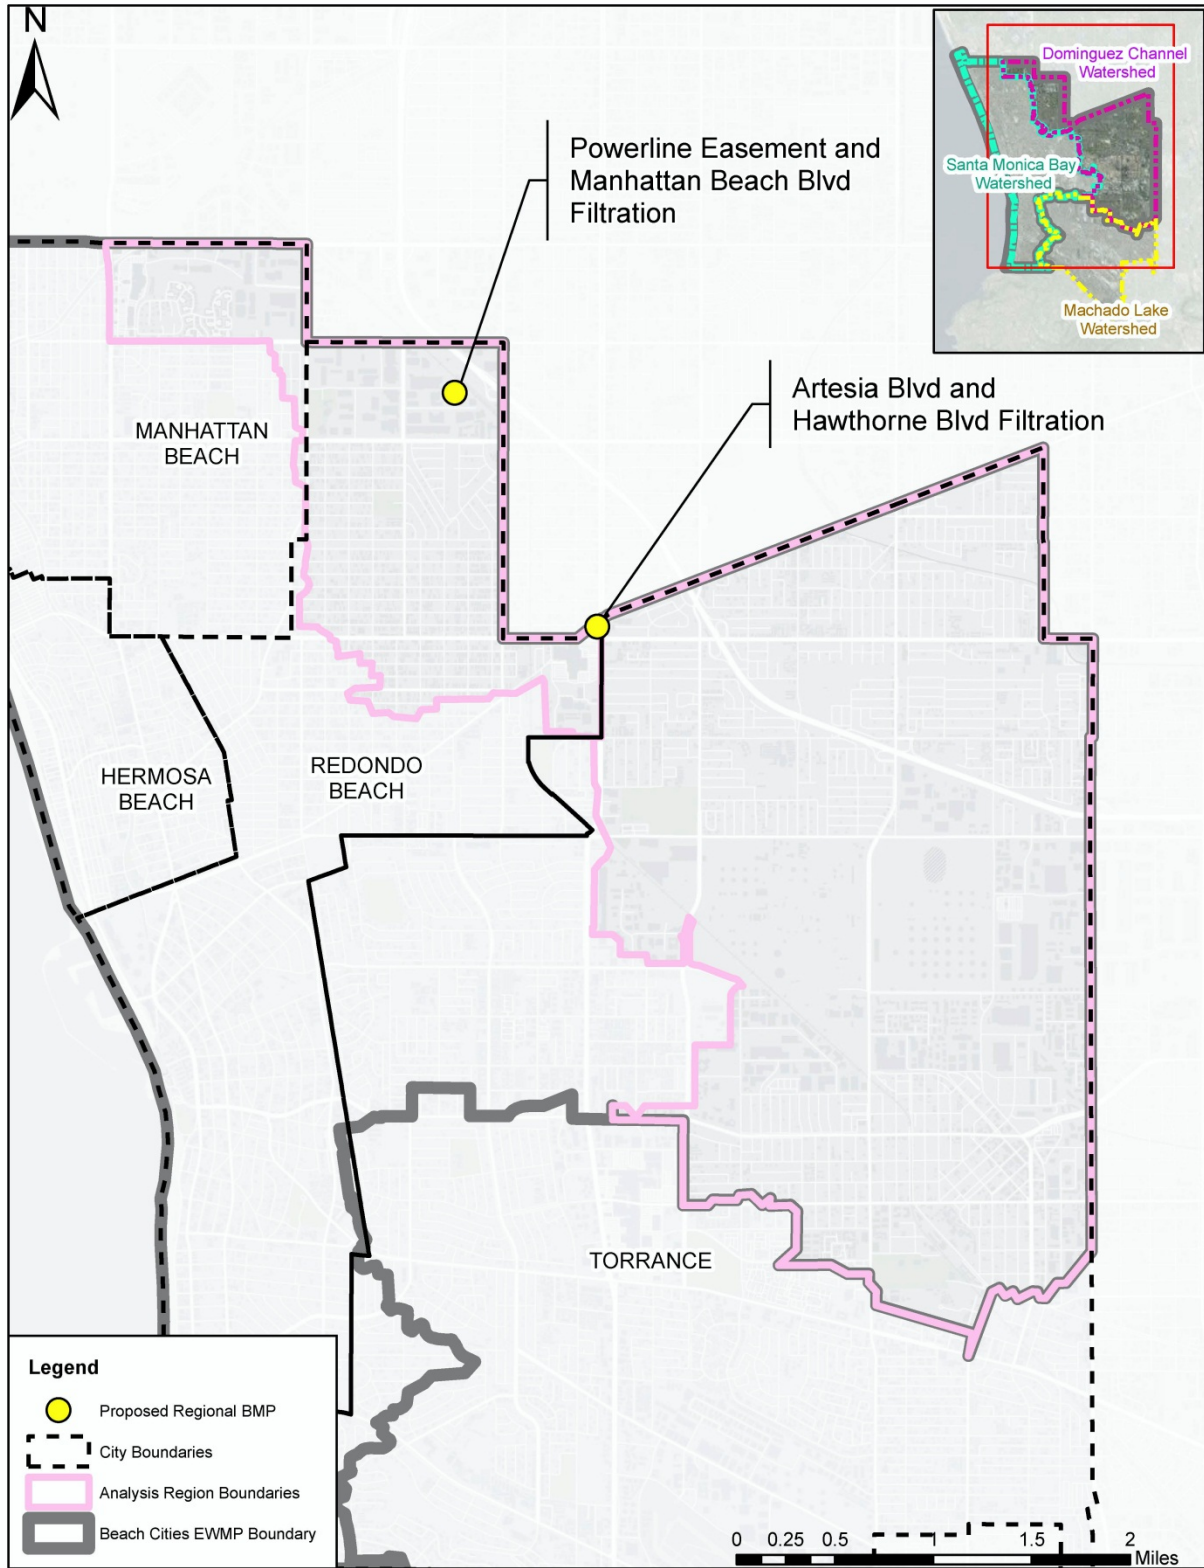 N
Dominguez Channel
Watershed
Santa Monica Bay
Watershed
Machado Lake
Watershed
Powerline Easement and
Manhattan Beach Blvd
Filtration
Artesia Blvd and
Hawthorne Blvd Filtration
MANHATTAN
BEACH
HERMOSA
BEACH
REDONDO
BEACH
TORRANCE
Legend
Proposed Regional BMP
City Boundaries
Analysis Region Boundaries
Beach Cities EWMP Boundary
0 0.25 0.5 1 1.5 2
Miles